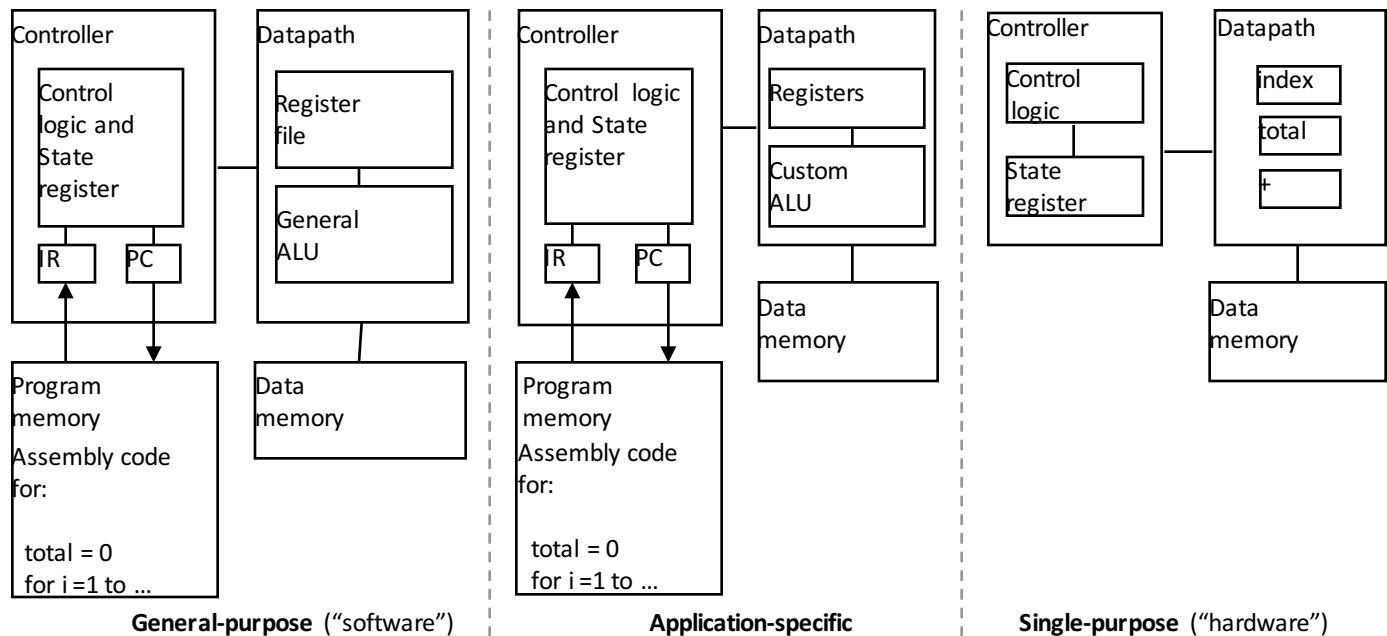 Controller
Control
logic and
State
register
IR
PC
Datapath
Register
file
General
ALU
Program
memory
Assembly code
for:
total = 0
for i =1 to ...
Data
memory
General-purpose (“software”)
Controller
Control logic
and State
register
IR
PC
Datapath
Registers
Custom
ALU
Data
memory
Program
memory
Assembly code
for:
total = 0
for i =1 to ...
Application-specific
Controller
Control
logic
State
register
Datapath
index
total
+
Data
memory
Single-purpose (“hardware”)